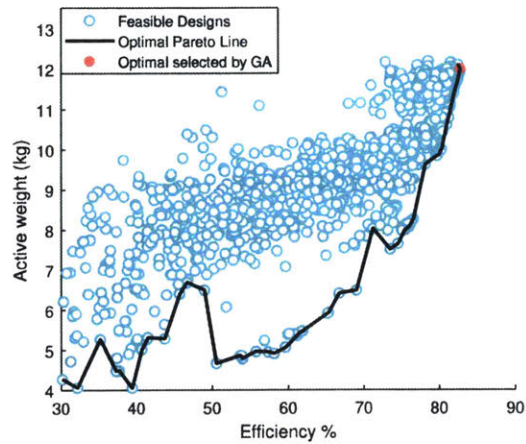 Feasible Designs
Optimal Pareto Line
Optimal selected by GA
13
12
11
10
9
8
7
6
5
4
Active weight (kg)
30 40 50 60 70 80 90
Efficiency %